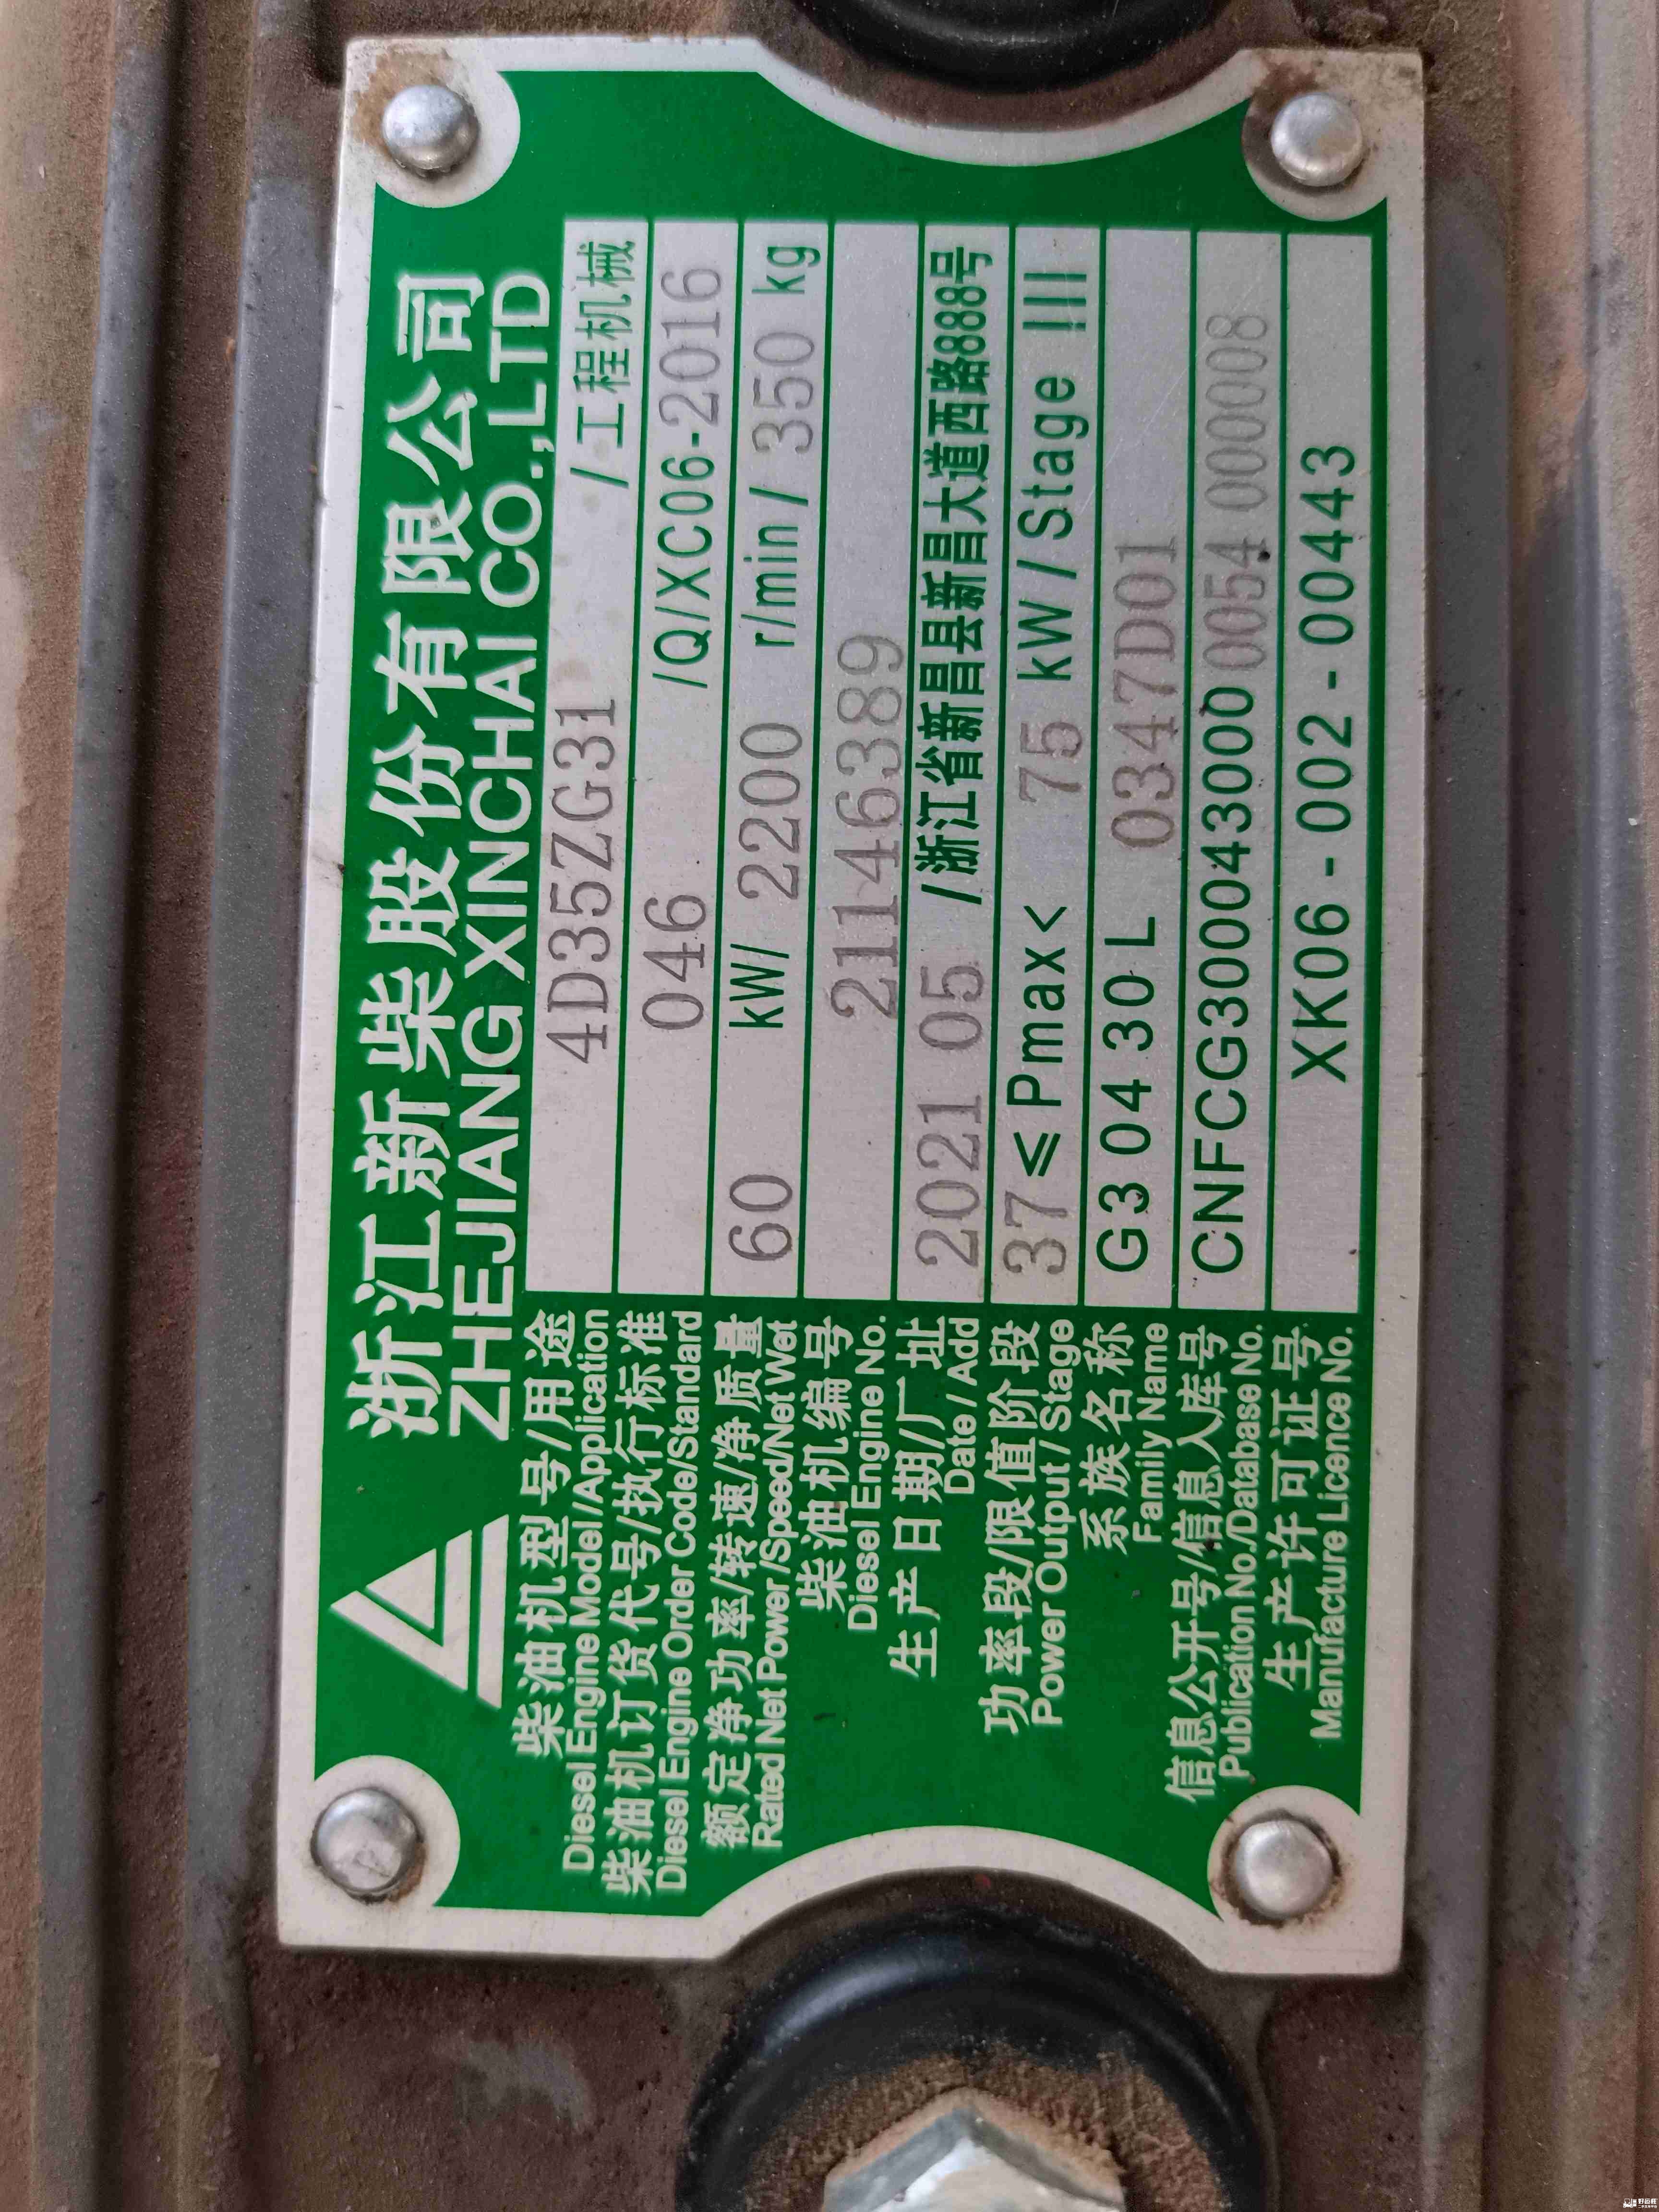 浙江新柴股份有限公司
ZHEJIANG XINCHAI CO.,LTD
柴油机型号/用途 4D35ZG31 /工程机械
Diesel Engine Model/Application
柴油机订货代号/执行标准 046 /Q/XC06-2016
Diesel Engine Order Code/Standard
额定净功率/转速/净质量 60 kW/ 2200 r/min/ 350 kg
Rated Net Power/Speed/Net Wet
柴油机编号 21146389
Diesel Engine No.
生产日期/厂址 2021 05 /浙江省新昌县新昌大道西路888号
Date/Add
功率段/限值阶段 37≤Pmax< 75 kW/Stage III
Power Output/Stage
系族名称 G3 0430L 0347D01
Family Name
信息公开号/信息入库号 CNFCG30000430000054000008
Publication No./Database No.
生产许可证号 XK06-002-00443
Manufacture Licence No.